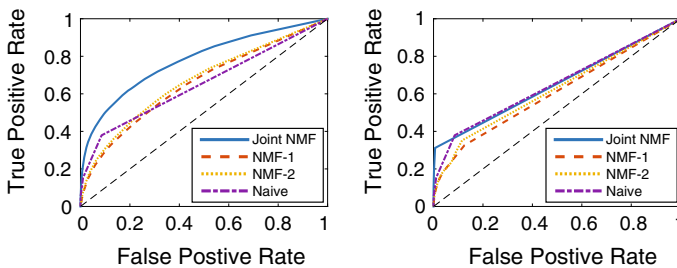 True Positive Rate
1
0.8
0.6
0.4
0.2
0
0 0.2 0.4 0.6 0.8 1
False Postive Rate
Joint NMF
NMF-1
NMF-2
Naive
True Positive Rate
1
0.8
0.6
0.4
0.2
0
0 0.2 0.4 0.6 0.8 1
False Postive Rate
Joint NMF
NMF-1
NMF-2
Naive